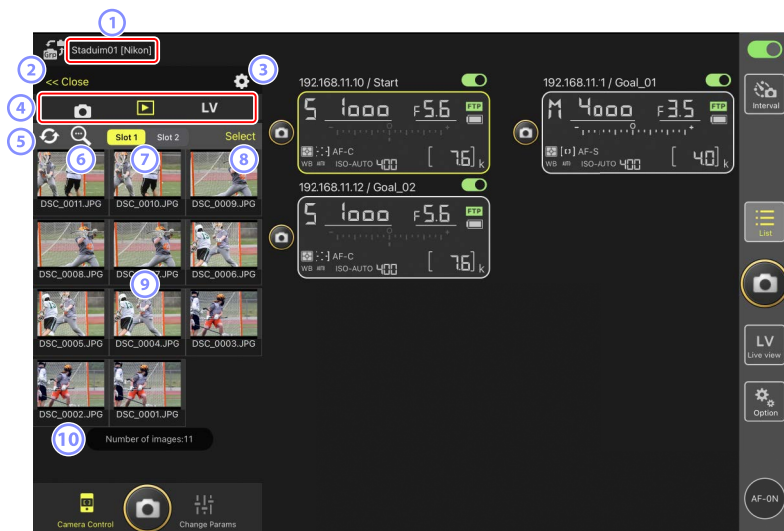 1
Grp
Staduim01 [Nikon]
2
<< Close
3
4
LV
5
6
Slot 1
7
Slot 2
8
Select
DSC_0011.JPG
DSC_0010.JPG
DSC_0009.JPG
DSC_0008.JPG
DSC_0007.JPG
DSC_0006.JPG
9
DSC_0005.JPG
DSC_0004.JPG
DSC_0003.JPG
DSC_0002.JPG
DSC_0001.JPG
10
Number of images:11
Camera Control
Change Params
192.168.11.10 / Start
S 1000 F5.6 FTP
AF-C
WB ISO-AUTO 400 [ 7.6] k
192.168.11.11 / Goal_01
M 4000 F3.5 FTP
AF-S
WB ISO-AUTO 400 [ 40] k
192.168.11.12 / Goal_02
S 1000 F5.6 FTP
AF-C
WB ISO-AUTO 400 [ 7.6] k
Interval
List
LV
Live view
Option
AF-ON